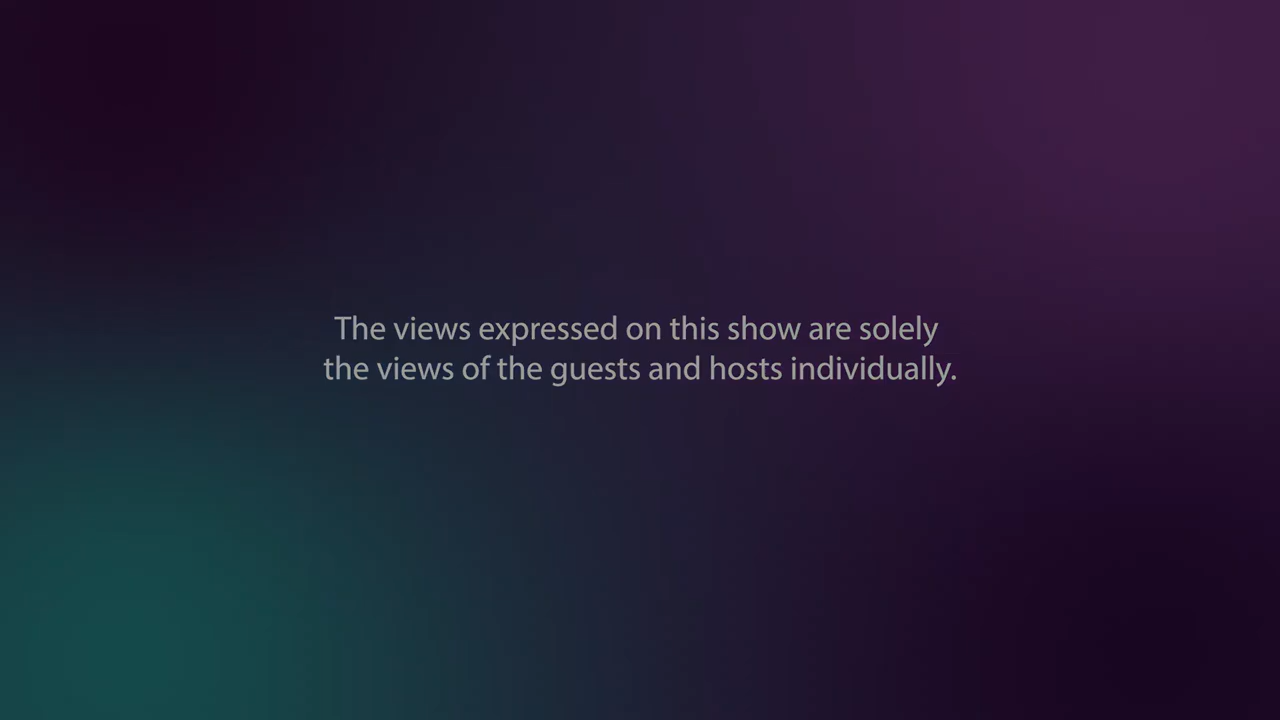 The views expressed on this show are solely
the views of the guests and hosts individually.